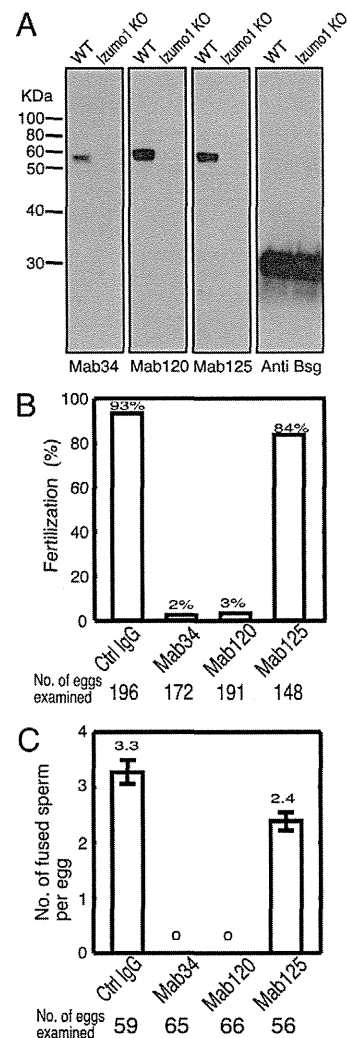 A
WT Izumo1 KO WT Izumo1 KO WT Izumo1 KO WT Izumo1 KO
KDa
100
80
60
50
40
30
Mab34 Mab120 Mab125 Anti Bsg
B
Fertilization (%)
100
80
60
40
20
0
93% 2% 3% 84%
Ctrl IgG Mab34 Mab120 Mab125
No. of eggs
examined 196 172 191 148
C
No. of fused sperm
per egg
4
3
2
1
0
3.3 0 0 2.4
Ctrl IgG Mab34 Mab120 Mab125
No. of eggs
examined 59 65 66 56